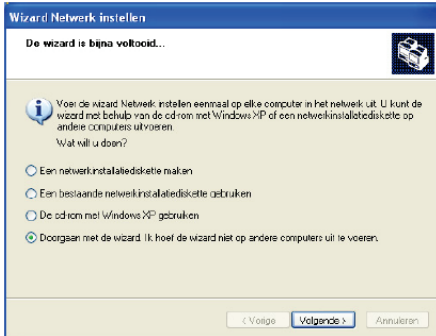 Wizard Netwerk instellen
De wizard is bijna voltooid...
Voer de wizard Netwerk instellen eenmaal op elke computer in het netwerk uit. U kunt de
wizard met behulp van de cd-rom met Windows XP of een netwerkinstallatiediskette op
andere computers uitvoeren.
Wat wilt u doen?
Een netwerkinstallatiediskette maken
Een bestaande netwerkinstallatiediskette gebruiken
De cd-rom met Windows XP gebruiken
Doorgaan met de wizard. Ik hoef de wizard niet op andere computers uit te voeren.
< Vorige
Volgende >
Annuleren